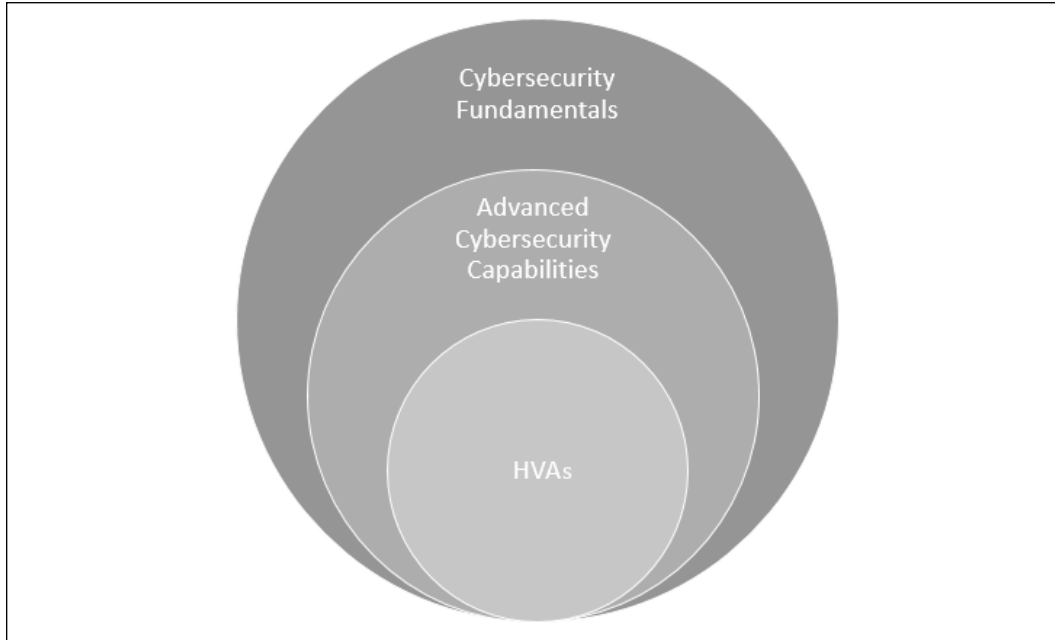 Cybersecurity
Fundamentals
Advanced
Cybersecurity
Capabilities
HVAs